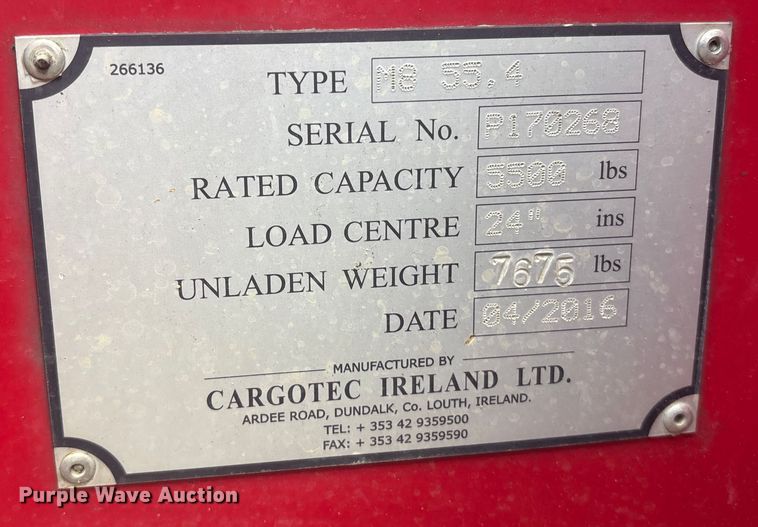 266136
TYPE M8 55.4
SERIAL No. P170268
RATED CAPACITY 5500 lbs
LOAD CENTRE 24" ins
UNLADEN WEIGHT 7675 lbs
DATE 04/2016
MANUFACTURED BY
CARGOTEC IRELAND LTD.
ARDEE ROAD, DUNDALK, Co. LOUTH, IRELAND.
TEL: + 353 42 9359500
FAX: + 353 42 9359590
Purple Wave Auction